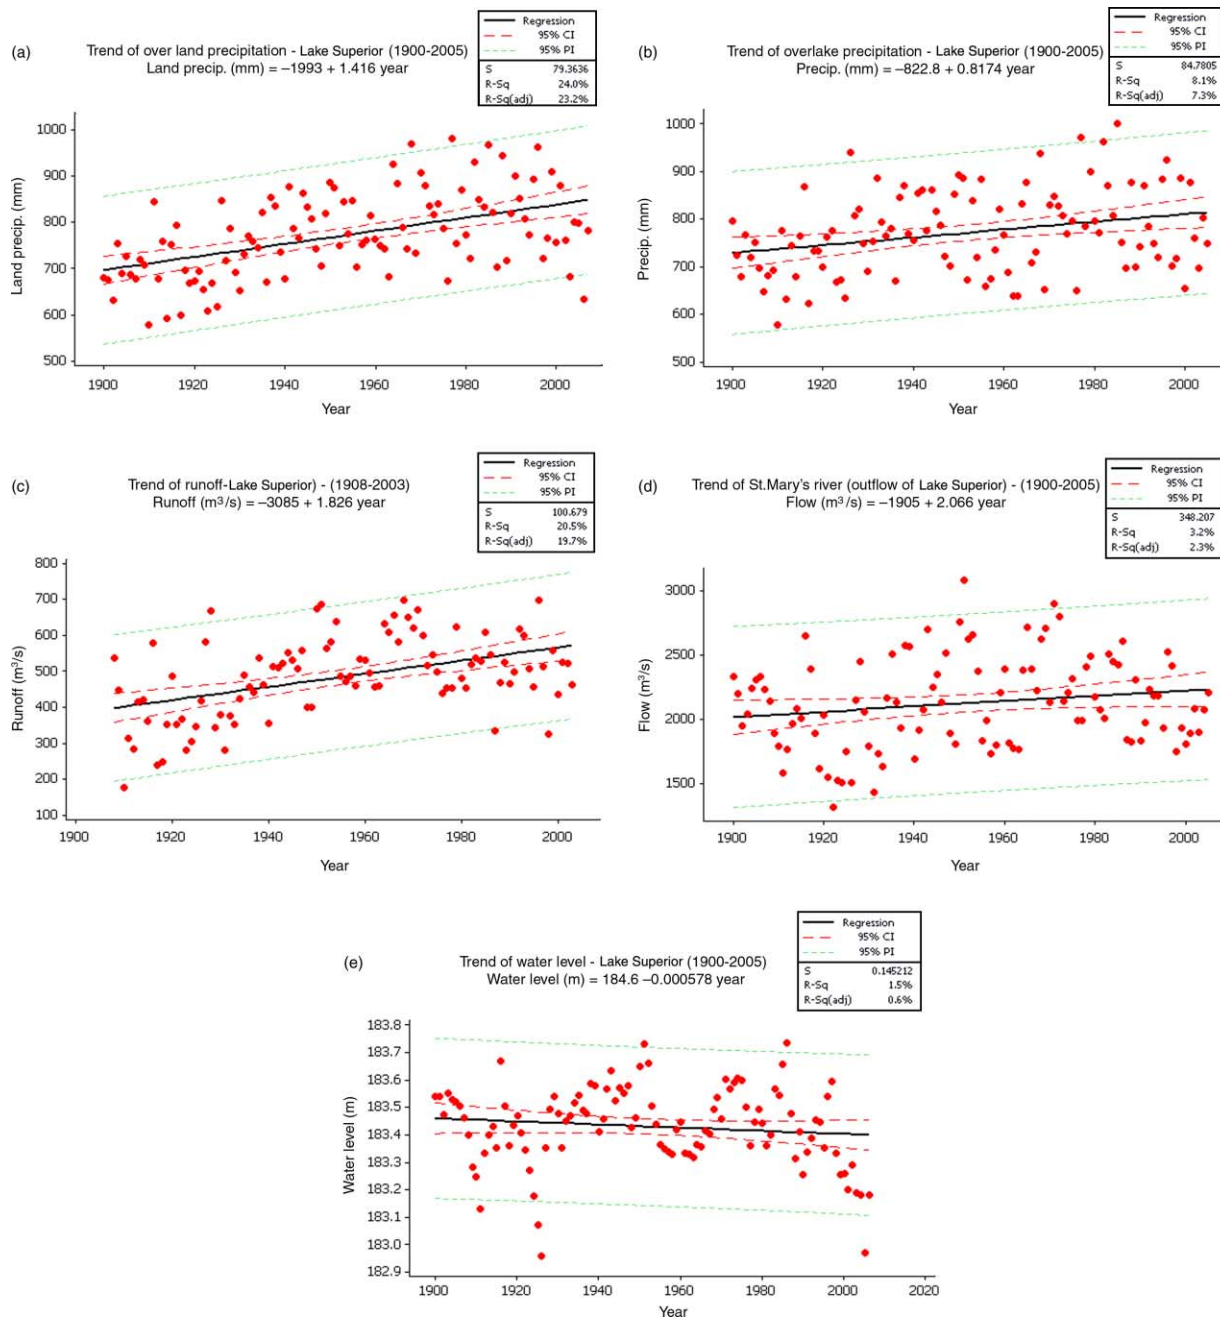 (a)
Trend of over land precipitation - Lake Superior (1900-2005)
Land precip. (mm) = –1993 + 1.416 year
Regression
95% CI
95% PI
S 79.3636
R-Sq 24.0%
R-Sq(adj) 23.2%
1000
900
800
700
600
500
Land precip. (mm)
1900 1920 1940 1960 1980 2000
Year
(b)
Trend of overlake precipitation - Lake Superior (1900-2005)
Precip. (mm) = –822.8 + 0.8174 year
Regression
95% CI
95% PI
S 84.7805
R-Sq 8.1%
R-Sq(adj) 7.3%
1000
900
800
700
600
500
Precip. (mm)
1900 1920 1940 1960 1980 2000
Year
(c)
Trend of runoff-Lake Superior) - (1908-2003)
Runoff (m³/s) = –3085 + 1.826 year
Regression
95% CI
95% PI
S 100.679
R-Sq 20.5%
R-Sq(adj) 19.7%
800
700
600
500
400
300
200
100
Runoff (m³/s)
1900 1920 1940 1960 1980 2000
Year
(d)
Trend of St.Mary's river (outflow of Lake Superior) - (1900-2005)
Flow (m³/s) = –1905 + 2.066 year
Regression
95% CI
95% PI
S 348.207
R-Sq 3.2%
R-Sq(adj) 2.3%
3000
2500
2000
1500
Flow (m³/s)
1900 1920 1940 1960 1980 2000
Year
(e)
Trend of water level - Lake Superior (1900-2005)
Water level (m) = 184.6 –0.000578 year
Regression
95% CI
95% PI
S 0.145212
R-Sq 1.5%
R-Sq(adj) 0.6%
183.8
183.7
183.6
183.5
183.4
183.3
183.2
183.1
183.0
182.9
Water level (m)
1900 1920 1940 1960 1980 2000 2020
Year